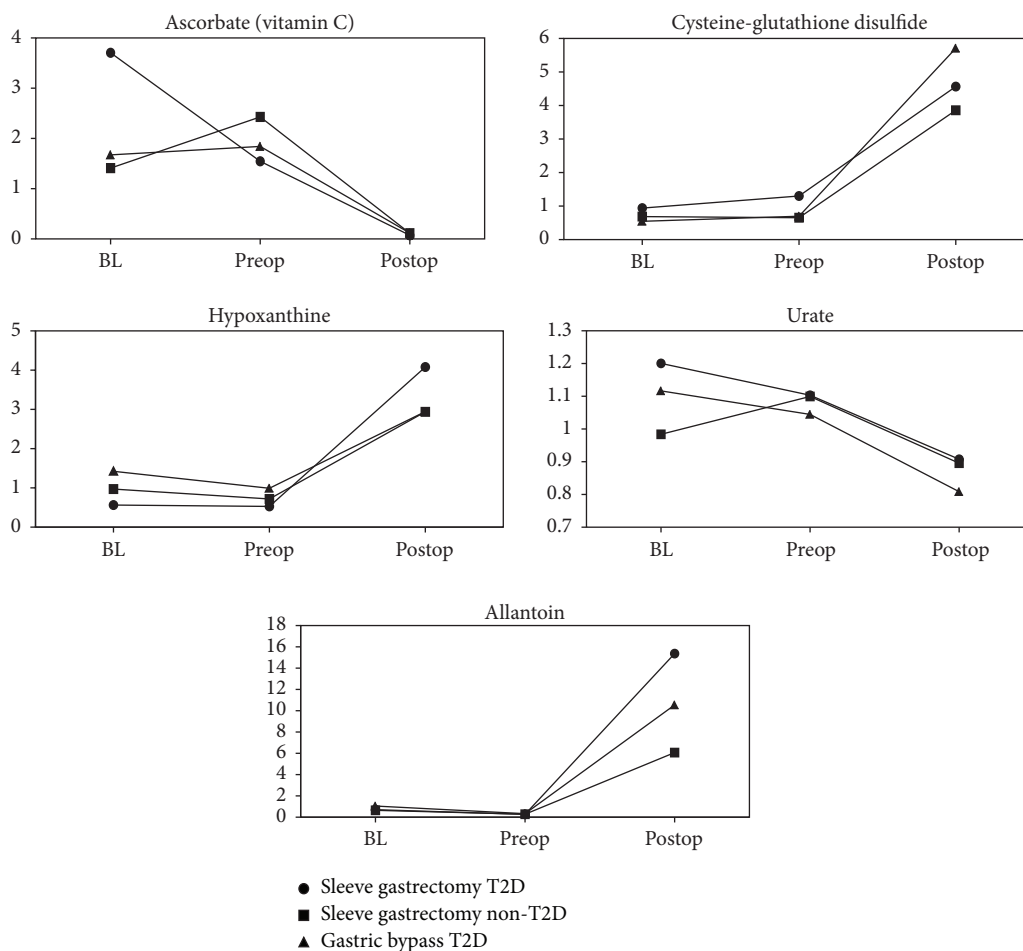 Ascorbate (vitamin C)
4
3
2
1
0
BL Preop Postop
Cysteine-glutathione disulfide
6
5
4
3
2
1
0
BL Preop Postop
Hypoxanthine
5
4
3
2
1
0
BL Preop Postop
Urate
1.3
1.2
1.1
1
0.9
0.8
0.7
BL Preop Postop
Allantoin
18
16
14
12
10
8
6
4
2
0
BL Preop Postop
Sleeve gastrectomy T2D
Sleeve gastrectomy non-T2D
Gastric bypass T2D